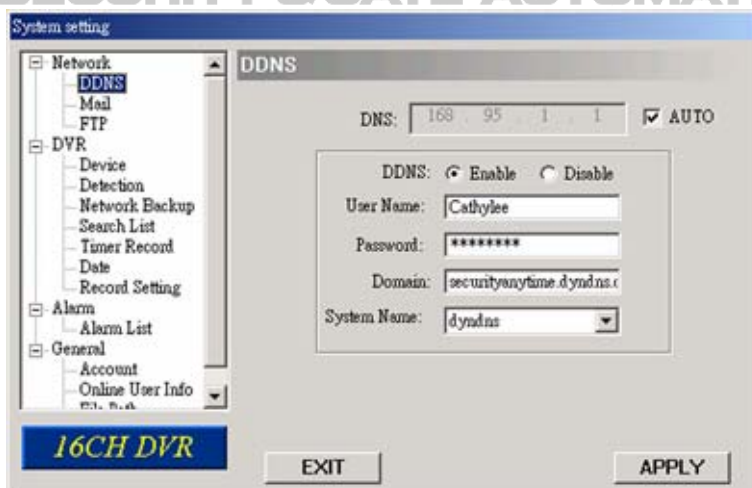 System setting
Network
DDNS
Mail
FTP
DVR
Device
Detection
Network Backup
Search List
Timer Record
Date
Record Setting
Alarm
Alarm List
General
Account
Online User Info
16CH DVR
DDNS
DNS: 168 . 95 . 1 . 1 AUTO
DDNS: Enable Disable
User Name: Cathylee
Password: ********
Domain: securityanytime.dyndns.c
System Name: dyndns
EXIT
APPLY